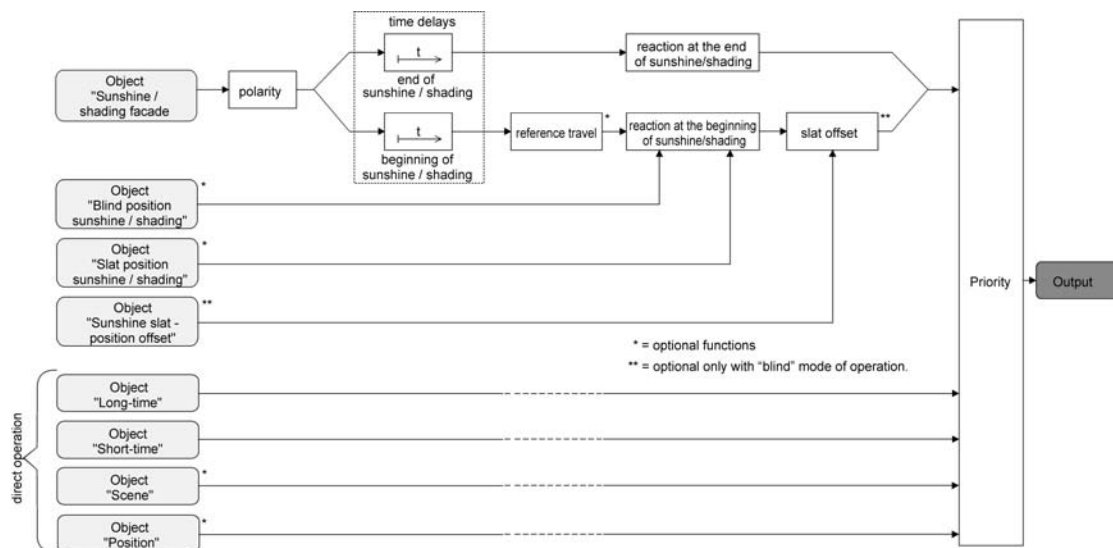 time delays
t
end of
sunshine / shading
reaction at the end
of sunshine/shading
Object
"Sunshine /
shading facade
polarity
t
beginning of
sunshine / shading
reference travel
*
reaction at the beginning
of sunshine/shading
slat offset
**
Object
"Blind position
sunshine / shading"
*
Object
"Slat position
sunshine / shading"
*
Object
"Sunshine slat -
position offset"
**
Priority
Output
* = optional functions
** = optional only with "blind" mode of operation.
direct operation
Object
"Long-time"
Object
"Short-time"
Object
"Scene"
*
Object
"Position"
*